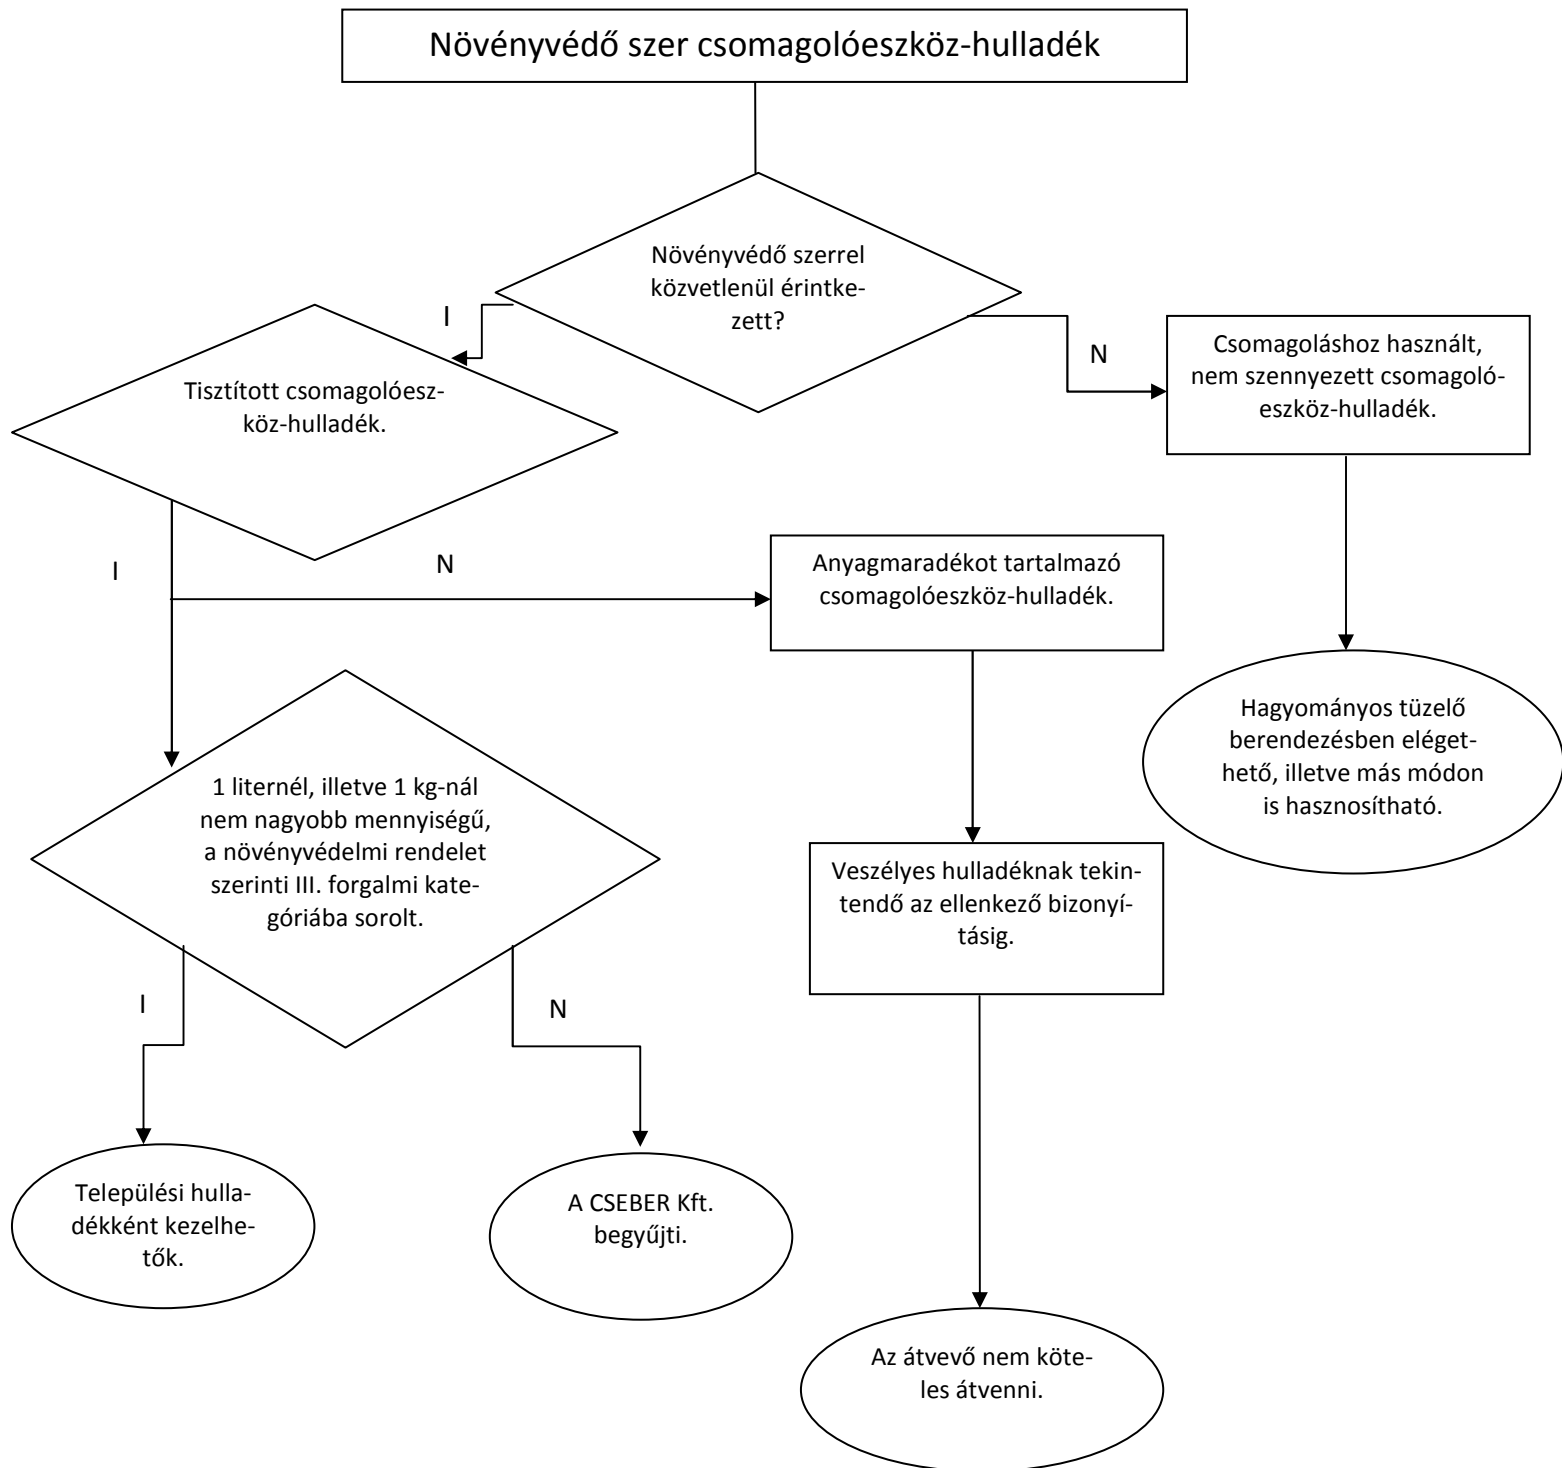 Növényvédő szer csomagolóeszköz-hulladék
Növényvédő szerrel
közvetlenül érintke-
zett?
I
N
Csomagoláshoz használt,
nem szennyezett csomagoló-
eszköz-hulladék.
Tisztított csomagolóesz-
köz-hulladék.
I
N
Anyagmaradékot tartalmazó
csomagolóeszköz-hulladék.
Hagyományos tüzelő
berendezésben eléget-
hető, illetve más módon
is hasznosítható.
1 liternél, illetve 1 kg-nál
nem nagyobb mennyiségű,
a növényvédelmi rendelet
szerinti III. forgalmi kate-
góriába sorolt.
Veszélyes hulladéknak tekin-
tendő az ellenkező bizonyí-
tásig.
I
N
Települési hulla-
dékként kezelhe-
tők.
A CSEBER Kft.
begyűjti.
Az átvevő nem köte-
les átvenni.